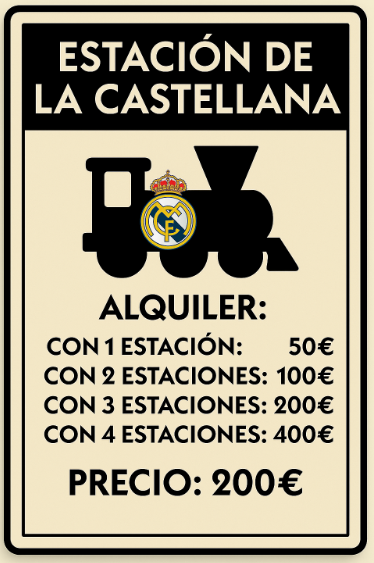 ESTACIÓN DE
LA CASTELLANA
ALQUILER:
CON 1 ESTACIÓN: 50€
CON 2 ESTACIONES: 100€
CON 3 ESTACIONES: 200€
CON 4 ESTACIONES: 400€
PRECIO: 200€